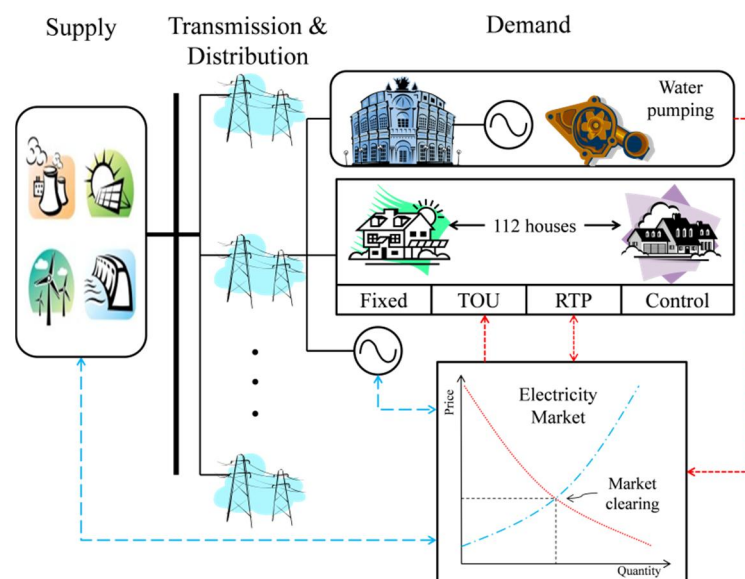 Supply
Transmission &
Distribution
Demand
Water
pumping
112 houses
Fixed
TOU
RTP
Control
Electricity
Market
Price
Market
clearing
Quantity